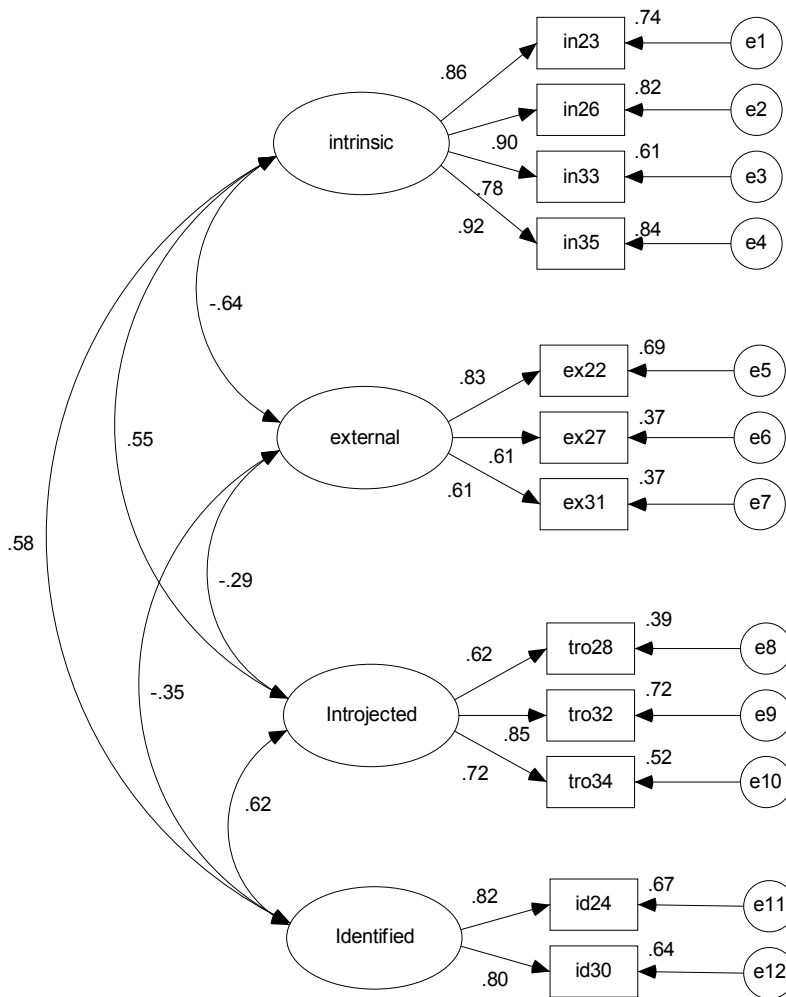 .74
in23
e1
.86
.82
in26
e2
.90
intrinsic
.61
in33
e3
.78
.92
.84
in35
e4
-.64
.69
ex22
e5
.83
.37
ex27
e6
external
.61
.55
.37
ex31
e7
.61
.58
-.29
.39
tro28
e8
.62
-.35
.72
tro32
e9
Introjected
.85
.72
.52
tro34
e10
.62
.67
id24
e11
.82
Identified
.64
id30
e12
.80